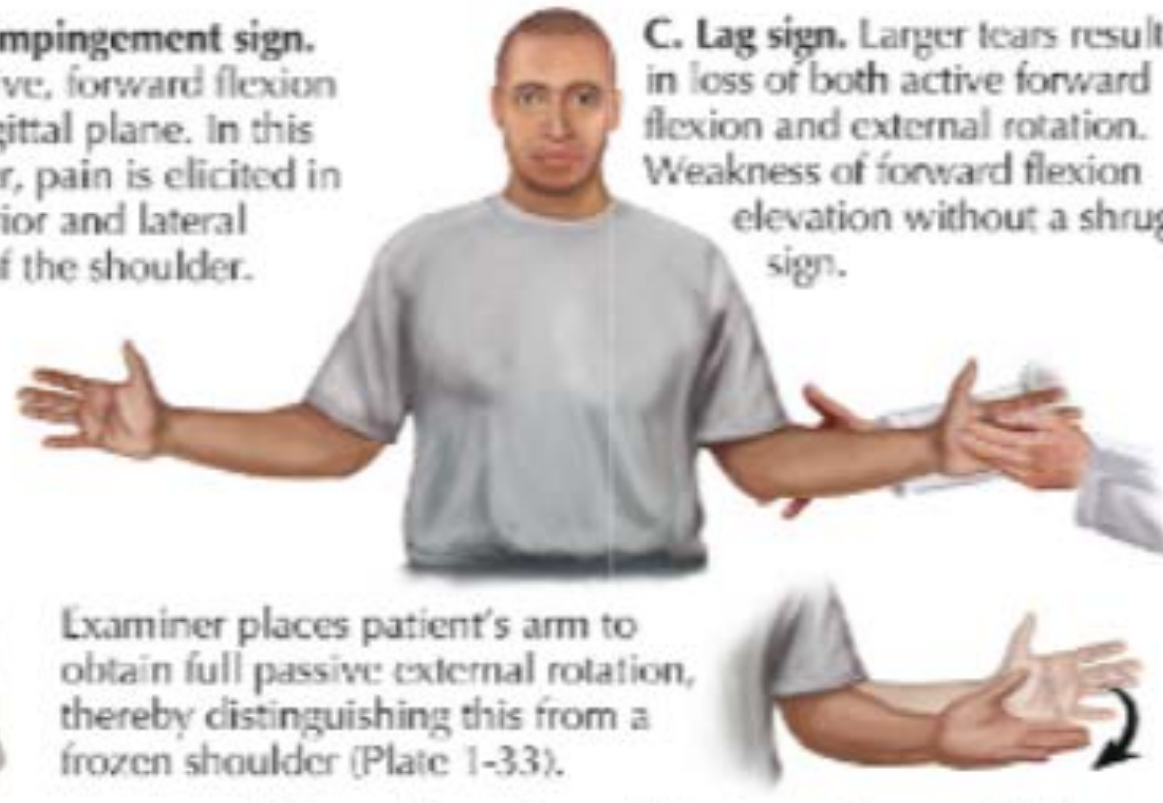 mpingement sign.
ve, forward flexion
gittal plane. In this
r, pain is elicited in
ior and lateral
f the shoulder.
C. Lag sign. Larger tears result
in loss of both active forward
flexion and external rotation.
Weakness of forward flexion
elevation without a shrug
sign.
Examiner places patient's arm to
obtain full passive external rotation,
thereby distinguishing this from a
frozen shoulder (Plate 1-33).